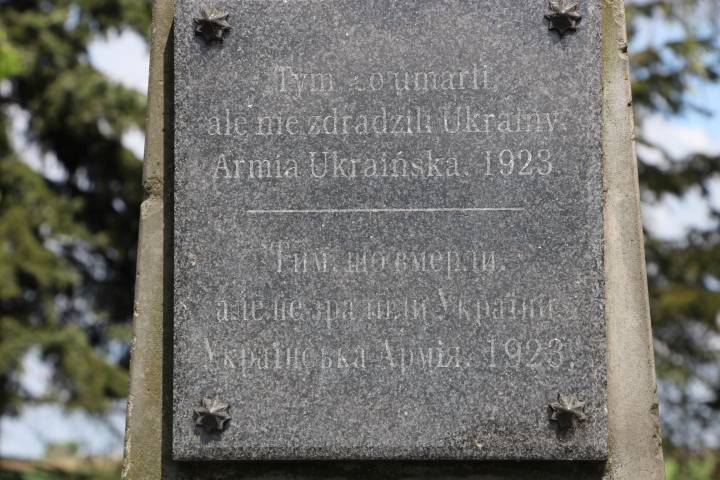 Tym co umarli,
ale nie zdradzili Ukrainy.
Armia Ukraińska. 1923
"Тим, що вмерли,
але не зрадили Україні.
Українська Армія. 1923."